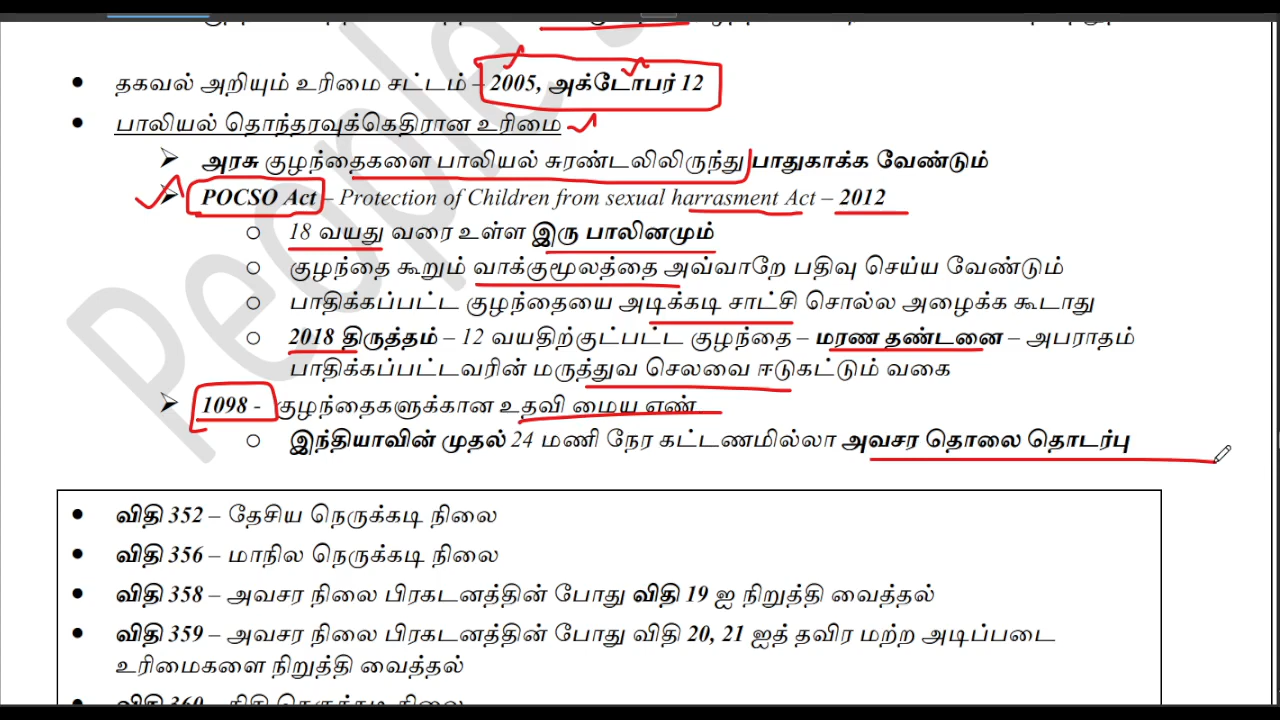 • தகவல் அறியும் உரிமை சட்டம் – 2005, அக்டோபர் 12
• பாலியல் தொந்தரவுக்கெதிரான உரிமை
➢ அரசு குழந்தைகளை பாலியல் சுரண்டலிலிருந்து பாதுகாக்க வேண்டும்
➢ POCSO Act – Protection of Children from sexual harrasment Act – 2012
o 18 வயது வரை உள்ள இரு பாலினமும்
o குழந்தை கூறும் வாக்குமூலத்தை அவ்வாறே பதிவு செய்ய வேண்டும்
o பாதிக்கப்பட்ட குழந்தையை அடிக்கடி சாட்சி சொல்ல அழைக்க கூடாது
o 2018 திருத்தம் – 12 வயதிற்குட்பட்ட குழந்தை – மரண தண்டனை – அபராதம்
பாதிக்கப்பட்டவரின் மருத்துவ செலவை ஈடுகட்டும் வகை
➢ 1098 - குழந்தைகளுக்கான உதவி மைய எண்
o இந்தியாவின் முதல் 24 மணி நேர கட்டணமில்லா அவசர தொலை தொடர்பு
• விதி 352 – தேசிய நெருக்கடி நிலை
• விதி 356 – மாநில நெருக்கடி நிலை
• விதி 358 – அவசர நிலை பிரகடனத்தின் போது விதி 19 ஐ நிறுத்தி வைத்தல்
• விதி 359 – அவசர நிலை பிரகடனத்தின் போது விதி 20, 21 ஐத் தவிர மற்ற அடிப்படை
உரிமைகளை நிறுத்தி வைத்தல்
• விதி 360 – நிதி நெருக்கடி நிலை
People